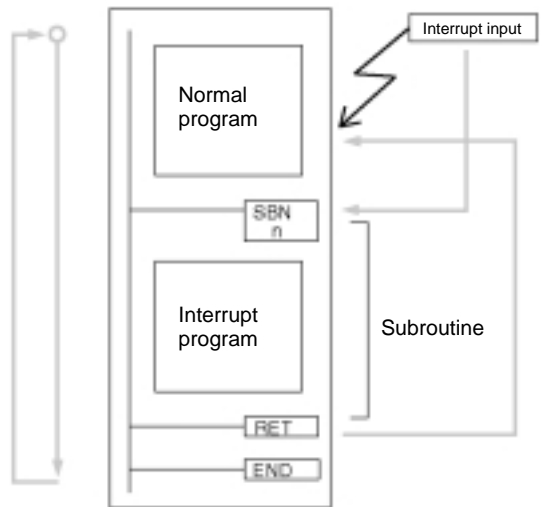 Interrupt input
Normal
program
SBN
n
Interrupt
program
Subroutine
RET
END